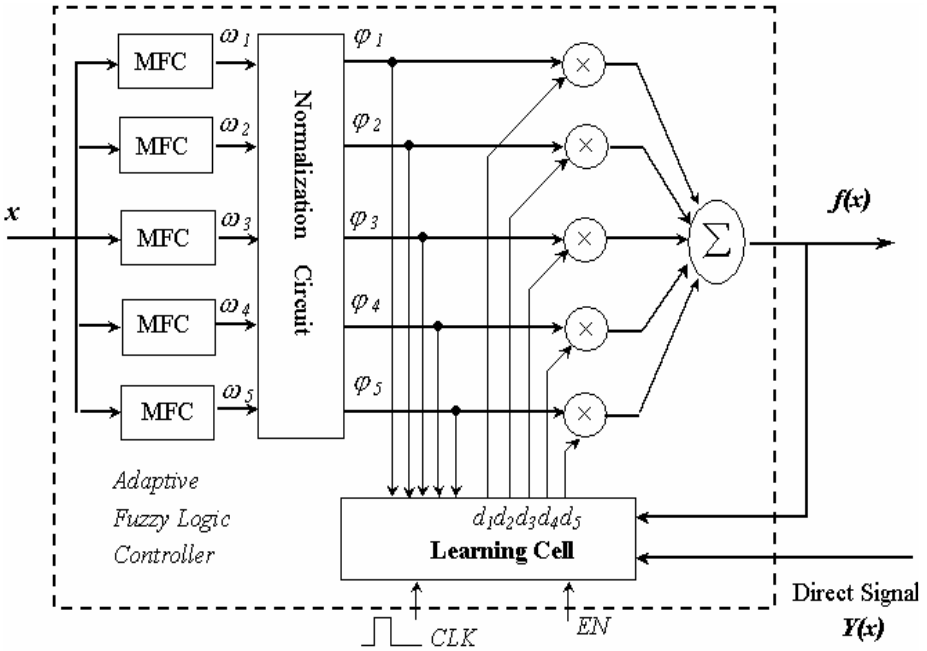 MFC
ω1
φ1
×
MFC
ω2
φ2
×
x
MFC
ω3
φ3
×
Σ
f(x)
MFC
ω4
φ4
×
MFC
ω5
φ5
×
Normalization Circuit
Adaptive
Fuzzy Logic
Controller
d1d2d3d4d5
Learning Cell
Direct Signal
Y(x)
CLK
EN